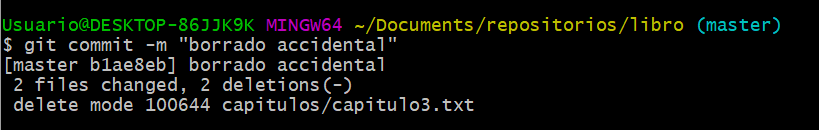 Usuario@DESKTOP-86JJK9K MINGW64 ~/Documents/repositorios/libro (master)
$ git commit -m "borrado accidental"
[master b1ae8eb] borrado accidental
 2 files changed, 2 deletions(-)
 delete mode 100644 capitulos/capitulo3.txt